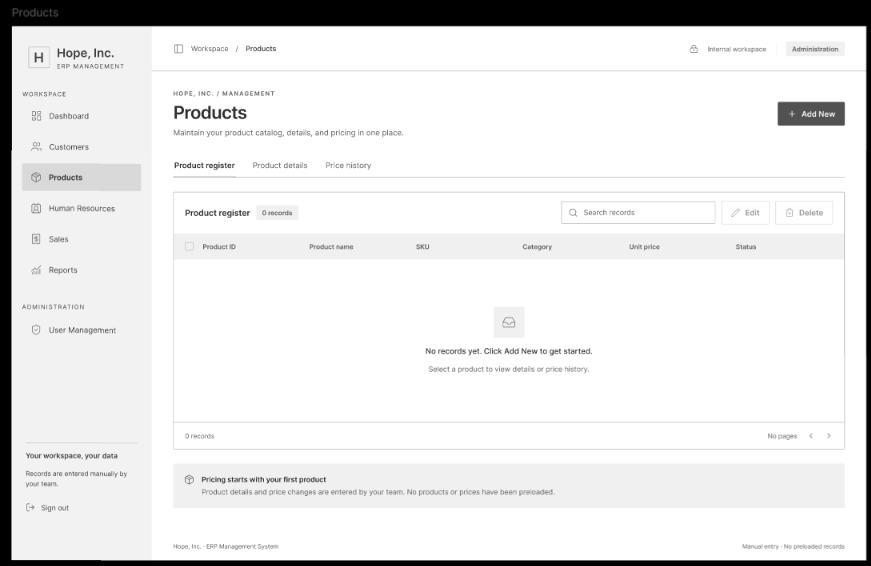 Products
H
Hope, Inc.
ERP MANAGEMENT
WORKSPACE
Dashboard
Customers
Products
Human Resources
Sales
Reports
ADMINISTRATION
User Management
Your workspace, your data
Records are entered manually by
your team.
Sign out
Workspace / Products
Internal workspace
Administration
HOPE, INC. / MANAGEMENT
Products
Maintain your product catalog, details, and pricing in one place.
+ Add New
Product register Product details Price history
Product register 0 records
Search records
Edit
Delete
Product ID Product name SKU Category Unit price Status
No records yet. Click Add New to get started.
Select a product to view details or price history.
0 records
No pages < >
Pricing starts with your first product
Product details and price changes are entered by your team. No products or prices have been preloaded.
Hope, Inc. - ERP Management System
Manual entry - No preloaded records